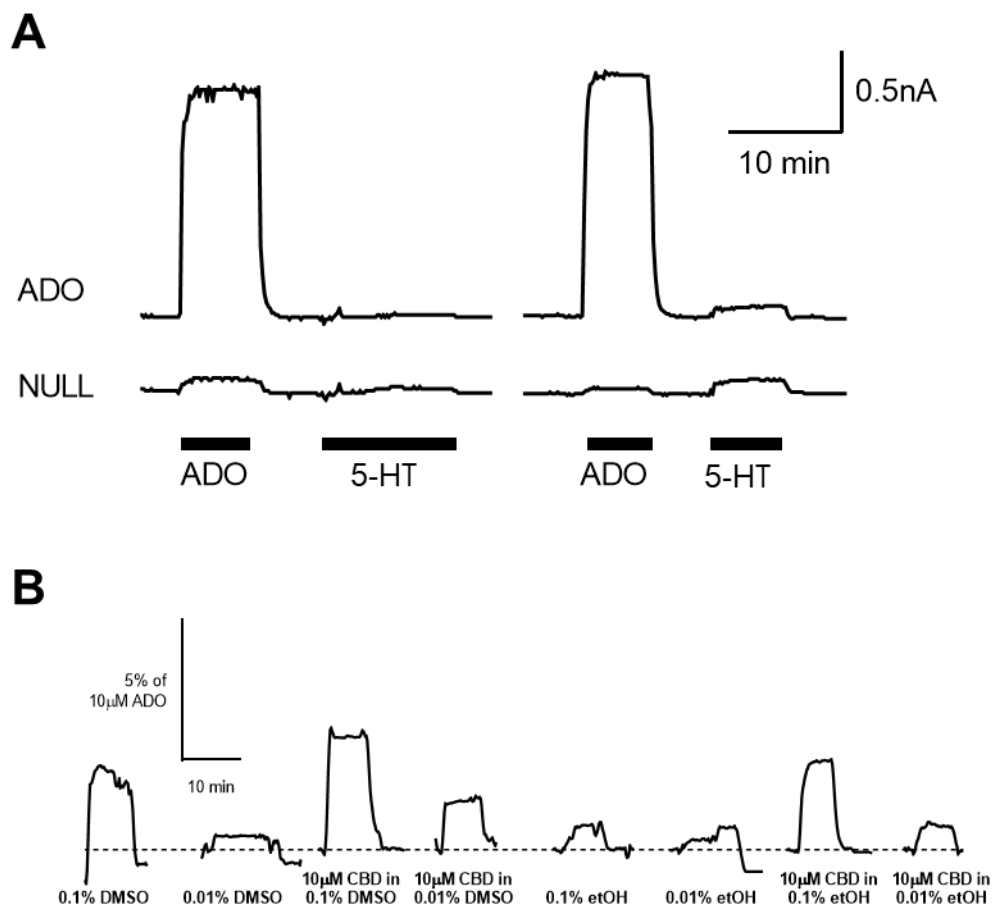 A
0.5nA
10 min
ADO
NULL
ADO
5-HT
ADO
5-HT
B
5% of
10μM ADO
10 min
0.1% DMSO
0.01% DMSO
10μM CBD in
0.1% DMSO
10μM CBD in
0.01% DMSO
0.1% etOH
0.01% etOH
10μM CBD in
0.1% etOH
10μM CBD in
0.01% etOH